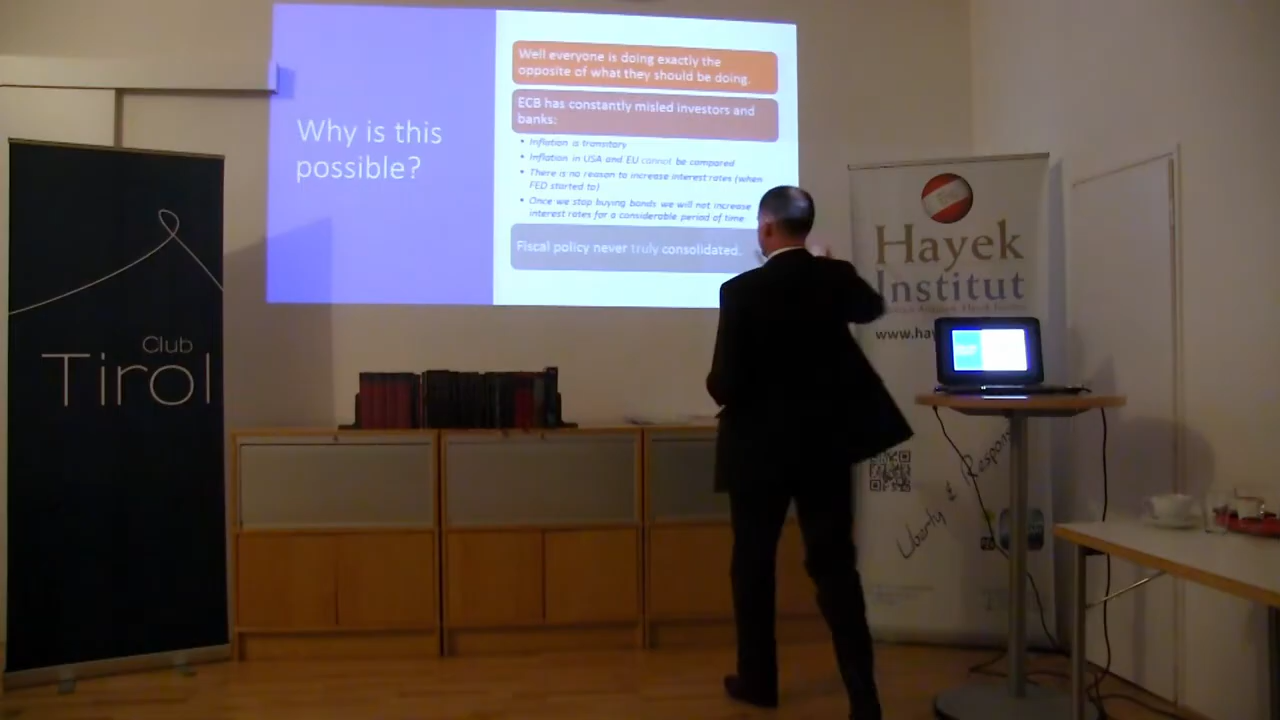 Why is this
possible?
Well everyone is doing exactly the
opposite of what they should be doing.
ECB has constantly misled investors and
banks:
• Inflation is transitory
• Inflation in USA and EU cannot be compared
• There is no reason to increase interest rates (when
FED started to)
• Once we stop buying bonds we will not increase
interest rates for a considerable period of time.
Fiscal policy never truly consolidated.
Club
Tirol
Hayek
Institut
www.hay
Liberty & Respons